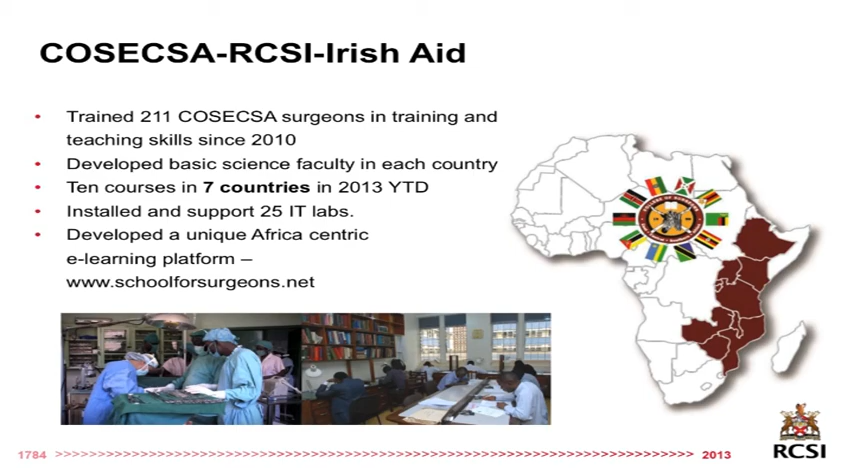 COSECSA-RCSI-Irish Aid
• Trained 211 COSECSA surgeons in training and
teaching skills since 2010
• Developed basic science faculty in each country
• Ten courses in 7 countries in 2013 YTD
• Installed and support 25 IT labs.
• Developed a unique Africa centric
e-learning platform –
www.schoolforsurgeons.net
RCSI
1784 2013